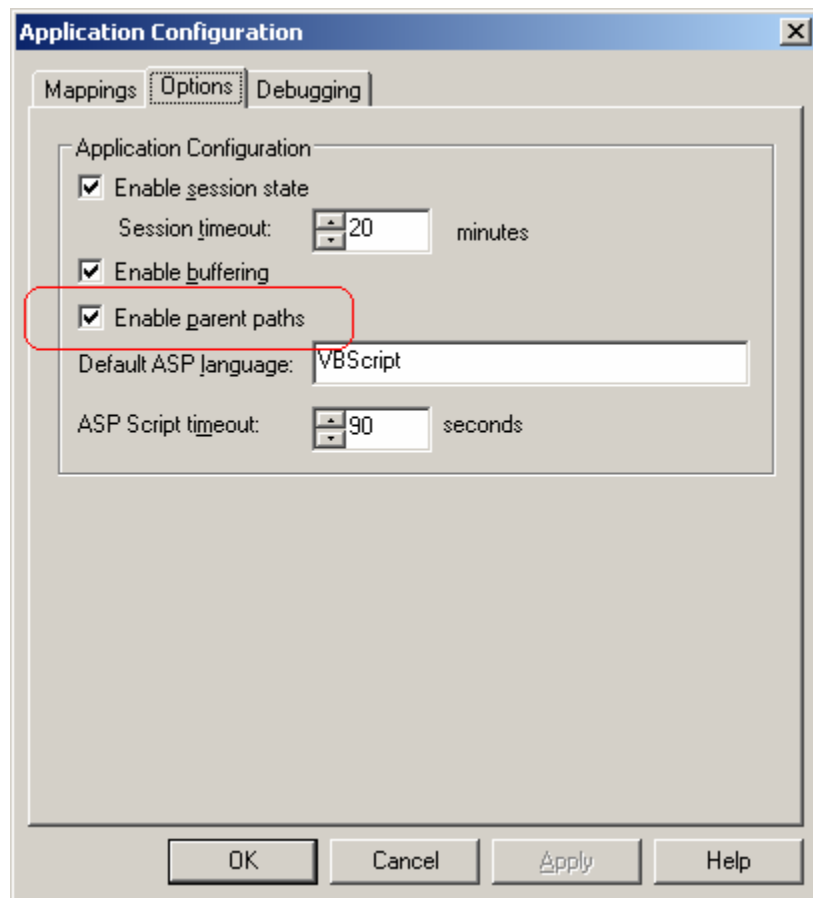 Application Configuration
Mappings Options Debugging
Application Configuration
Enable session state
Session timeout: 20 minutes
Enable buffering
Enable parent paths
Default ASP language: VBScript
ASP Script timeout: 90 seconds
OK Cancel Apply Help